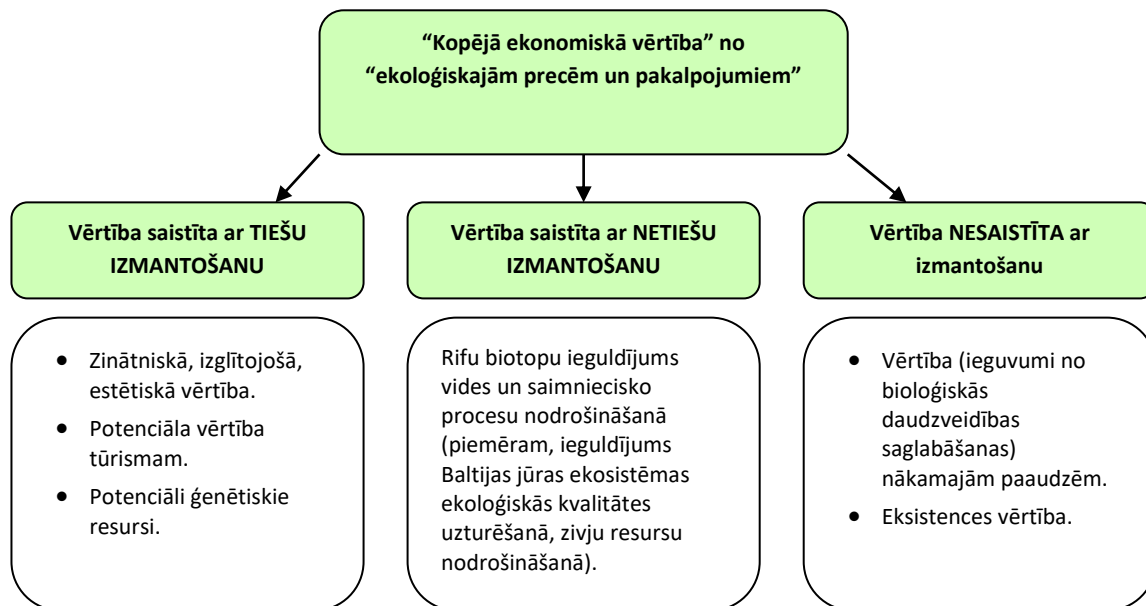 “Kopējā ekonomiskā vērtība” no
“ekoloģiskajām precēm un pakalpojumiem”
Vērtība saistīta ar TIEŠU
IZMANTOŠANU
• Zinātniskā, izglītojošā,
estētiskā vērtība.
• Potenciāla vērtība
tūrismam.
• Potenciāli ģenētiskie
resursi.
Vērtība saistīta ar NETIEŠU
IZMANTOŠANU
Rifu biotopu ieguldījums
vides un saimniecisko
procesu nodrošināšanā
(piemēram, ieguldījums
Baltijas jūras ekosistēmas
ekoloģiskās kvalitātes
uzturēšanā, zivju resursu
nodrošināšanā).
Vērtība NESAISTĪTA ar
izmantošanu
• Vērtība (ieguvumi no
bioloģiskās
daudzveidības
saglabāšanas)
nākamajām paaudzēm.
• Eksistences vērtība.